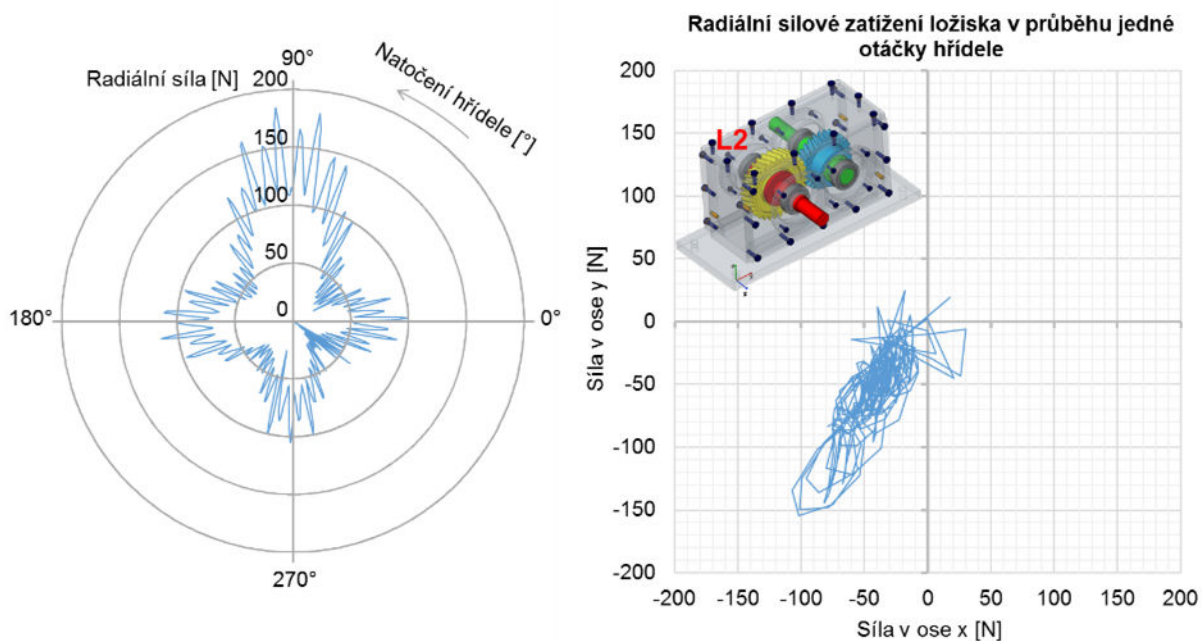 90°
Radiální síla [N]
200
Natočení hřídele [°]
150
100
50
0
180°
0°
270°
Radiální silové zatížení ložiska v průběhu jedné
otáčky hřídele
L2
Síla v ose y [N]
200
150
100
50
0
-50
-100
-150
-200
-200 -150 -100 -50 0 50 100 150 200
Síla v ose x [N]